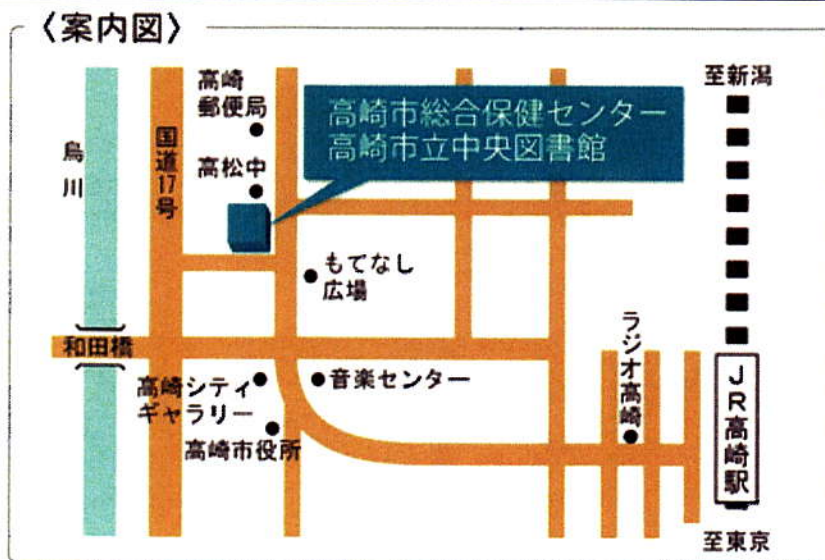 〈案内図〉
至新潟
高崎
郵便局
高崎市総合保健センター
高崎市立中央図書館
烏川
国道17号
高松中
もてなし
広場
ラジオ高崎
和田橋
高崎シティ
ギャラリー
音楽センター
高崎市役所
JR高崎駅
至東京